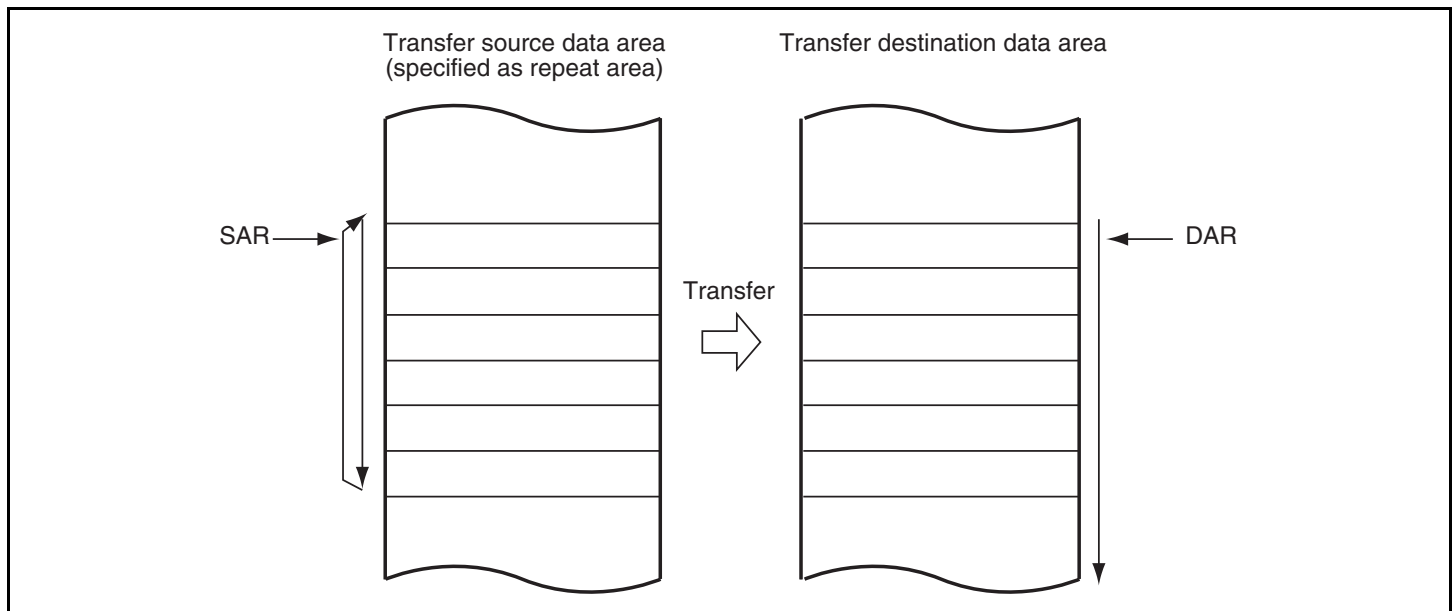 Transfer source data area
(specified as repeat area)
Transfer destination data area
SAR
Transfer
DAR